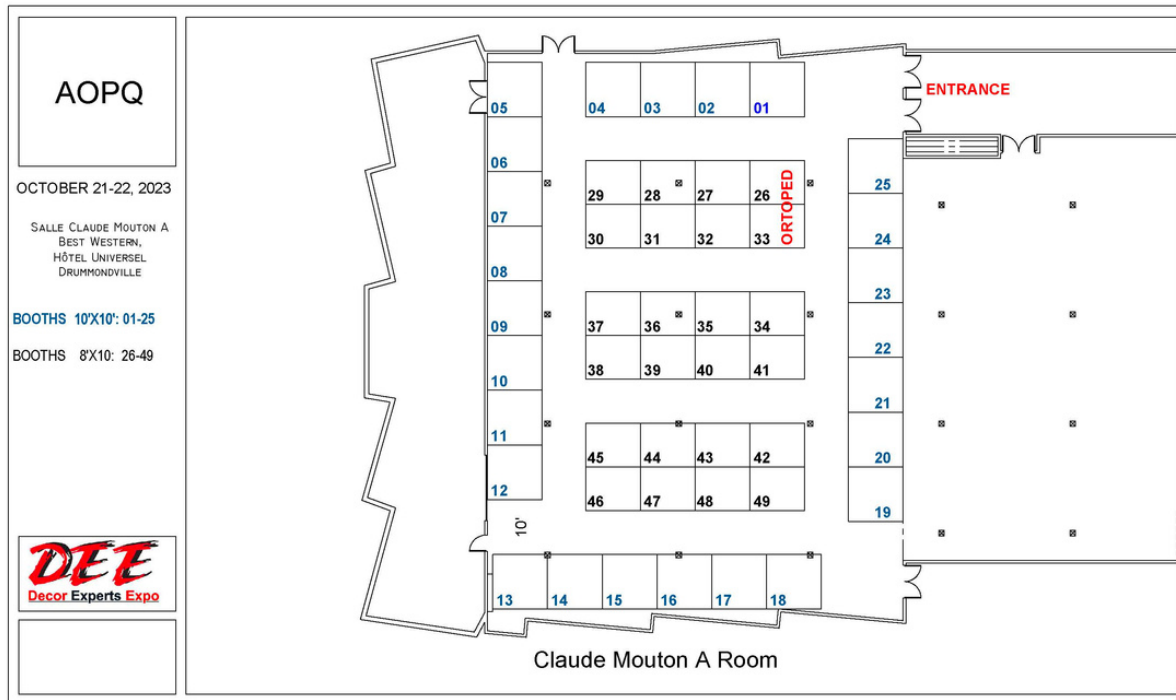 AOPQ
OCTOBER 21-22, 2023
SALLE CLAUDE MOUTON A
BEST WESTERN,
HÔTEL UNIVERSEL
DRUMMONDVILLE
BOOTHS 10'X10': 01-25
BOOTHS 8'X10: 26-49
DEE
Decor Experts Expo
ENTRANCE
05 04 03 02 01
06
29 28 27 26
25
07
30 31 32 33
ORTOPED
24
08
23
09
37 36 35 34
22
10
38 39 40 41
21
11
45 44 43 42
20
12
46 47 48 49
19
10'
13 14 15 16 17 18
Claude Mouton A Room